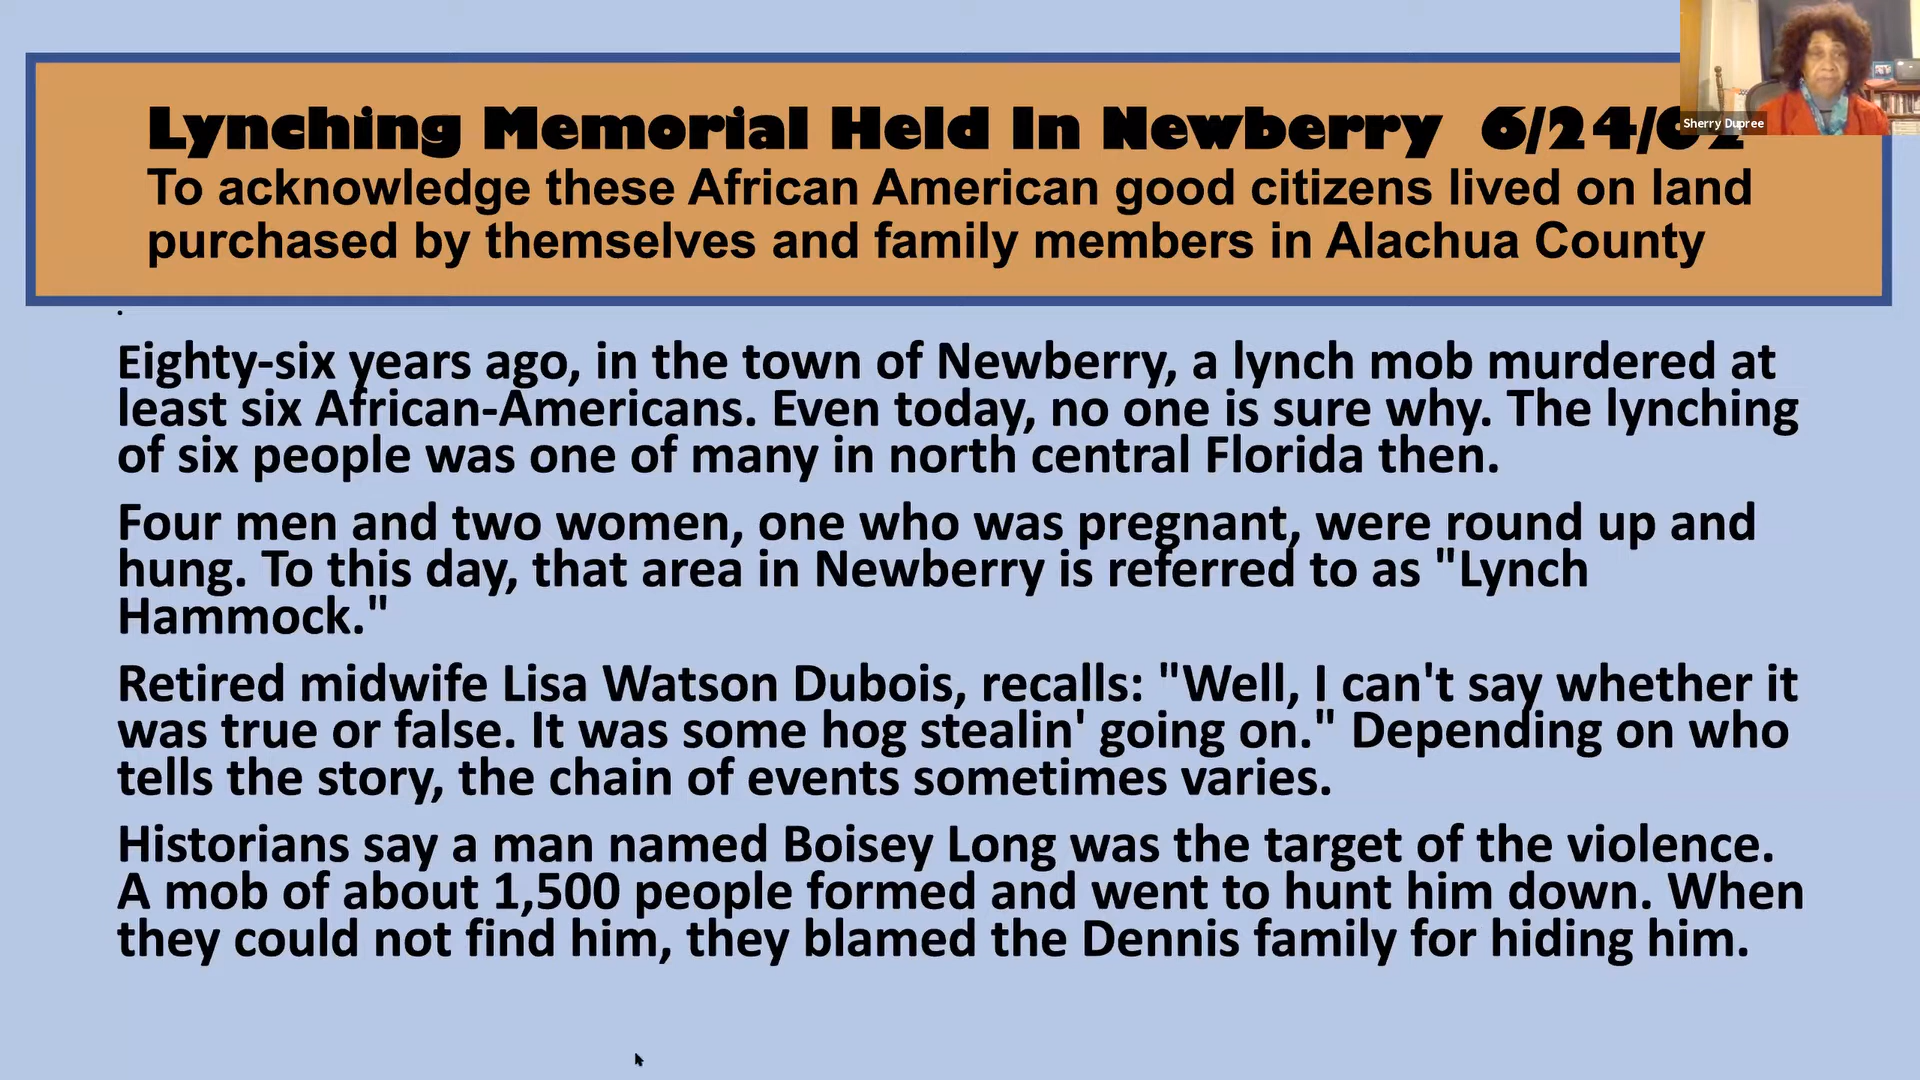 Lynching Memorial Held In Newberry 6/24/02
To acknowledge these African American good citizens lived on land
purchased by themselves and family members in Alachua County
Sherry Dupree
Eighty-six years ago, in the town of Newberry, a lynch mob murdered at
least six African-Americans. Even today, no one is sure why. The lynching
of six people was one of many in north central Florida then.
Four men and two women, one who was pregnant, were round up and
hung. To this day, that area in Newberry is referred to as "Lynch
Hammock."
Retired midwife Lisa Watson Dubois, recalls: "Well, I can't say whether it
was true or false. It was some hog stealin' going on." Depending on who
tells the story, the chain of events sometimes varies.
Historians say a man named Boisey Long was the target of the violence.
A mob of about 1,500 people formed and went to hunt him down. When
they could not find him, they blamed the Dennis family for hiding him.